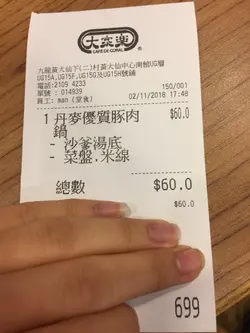 大家樂
CAFE DE CORAL
九龍黃大仙下(二)村黃大仙中心南館UG層
UG15A,UG15F,UG15G3及UG15H號鋪
電話:2109 4233 150/001
單號 : 014939 02/11/2018 17:48
員工: man (堂食)
1 丹麥優質豚肉 $60.0
鍋
- 沙爹湯底
- 菜盤.米線
總數 $60.0
$60.0
699